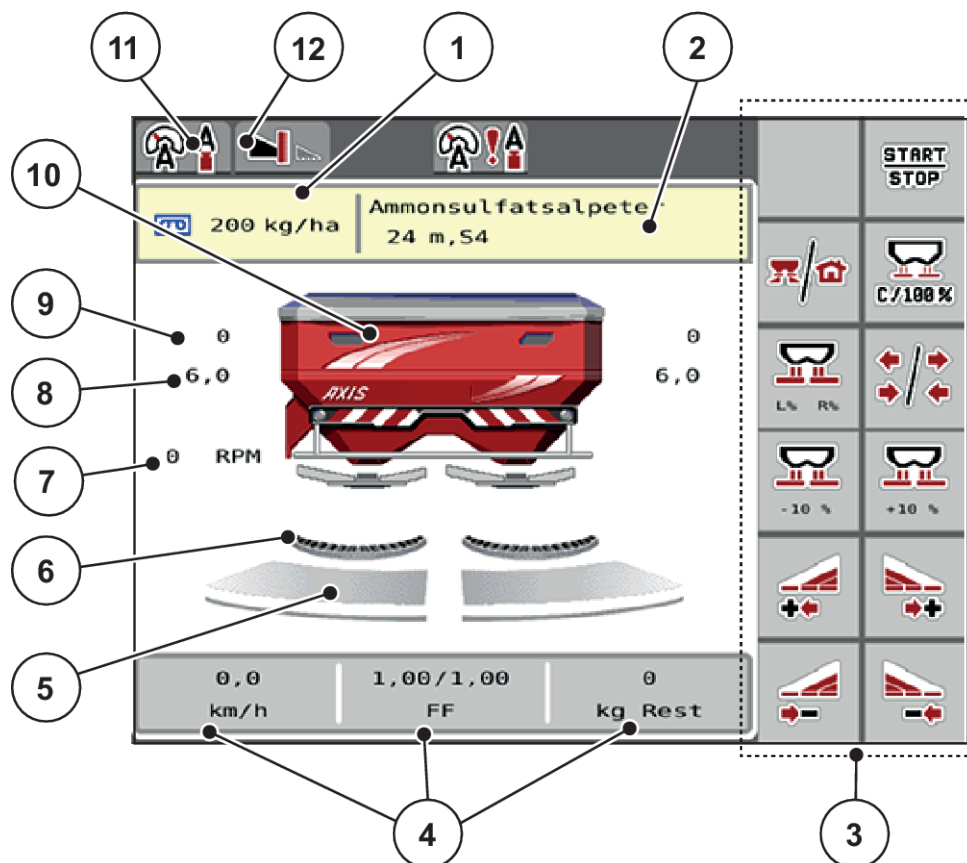 11
12
1
2
A
A
A
A
START
STOP
10
200 kg/ha
Ammonsulfatsalpeter
24 m,S4
C/100 %
9
0
0
8
6,0
6,0
AXIS
L% R%
7
0 RPM
-10 %
+10 %
6
5
0,0
km/h
1,00/1,00
FF
0
kg Rest
4
3